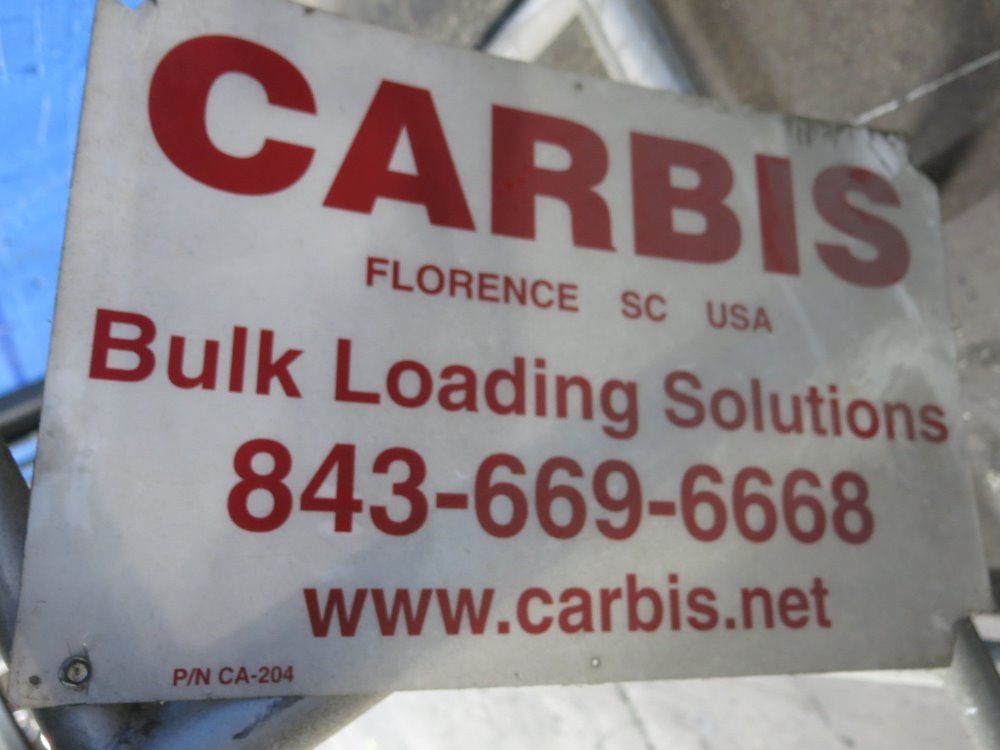 CARBIS
FLORENCE SC USA
Bulk Loading Solutions
843-669-6668
www.carbis.net
P/N CA-204